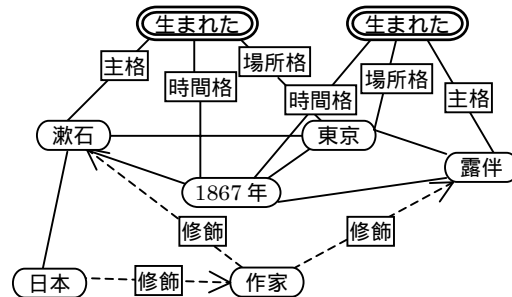 生まれた 生まれた
主格 場所格 場所格
時間格 時間格 主格
漱石 東京
露伴
1867 年
修飾 修飾
日本 修飾 作家